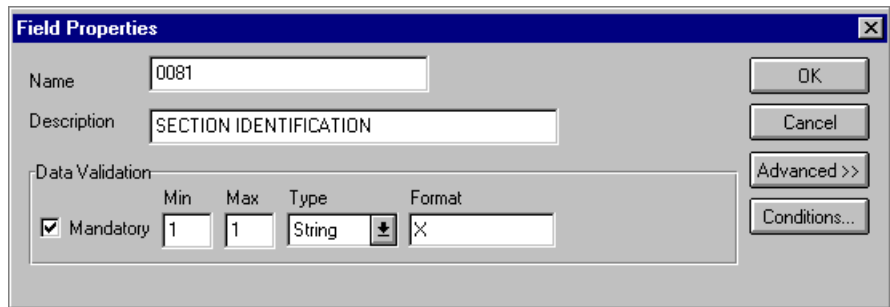 Field Properties
Name 0081 OK
Description SECTION IDENTIFICATION Cancel
Data Validation Advanced >>
Min Max Type Format
Mandatory 1 1 String X Conditions...